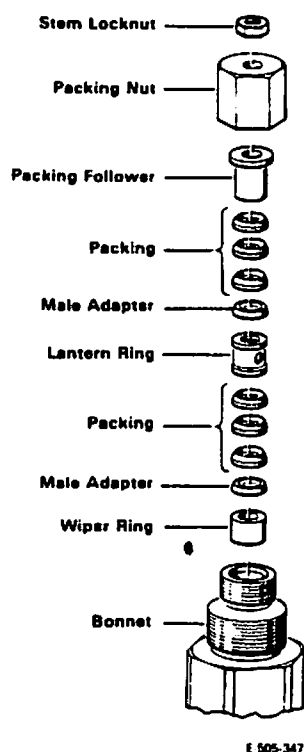 Stem Locknut
Packing Nut
Packing Follower
Packing
Male Adapter
Lantern Ring
Packing
Male Adapter
Wiper Ring
Bonnet
E 505-347